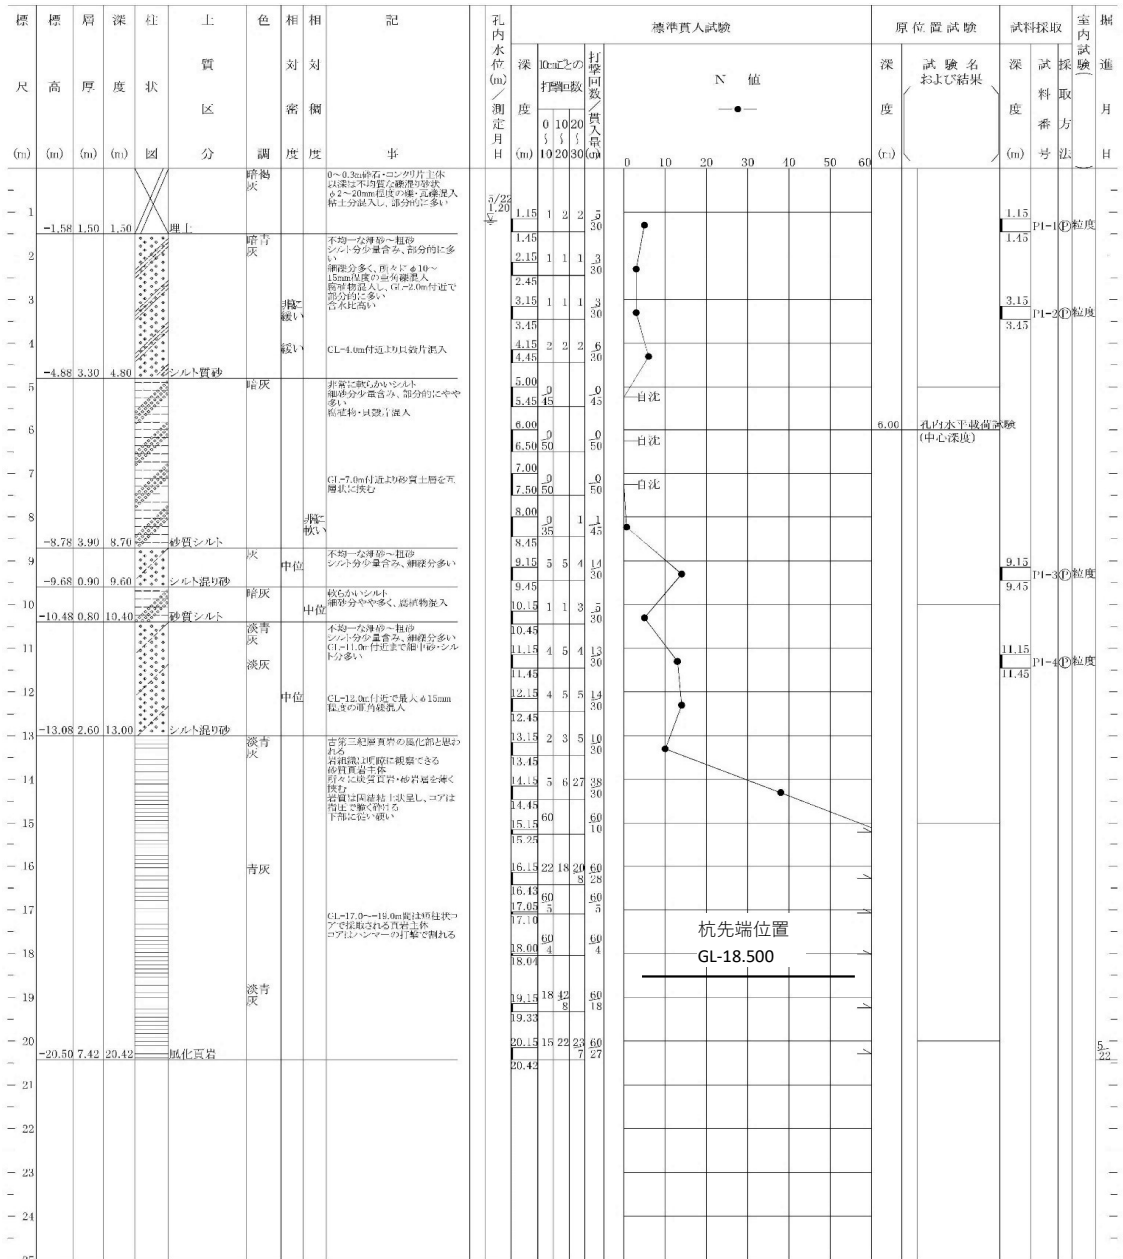 標尺(m)
標高(m)
層厚(m)
深度(m)
柱状図
土質区分
色調
相対密度
相対稠度
記事
孔内水位(m)/測定月日
標準貫入試験
深度(m)
10cmごとの打撃回数
0~10 10~20 20~30
打撃回数/貫入量
N 値
0 10 20 30 40 50 60
原位置試験
深度(m)
試験名および結果
試料採取
深度(m)
試料番号
採取方法
室内試験
掘進月日
5/22
1.20
1
-1.58 1.50 1.50 埋土
暗褐灰
0~0.3m砕石・コンクリ片主体
以深は不均質な礫混り砂状
φ2~20mm程度の礫・瓦礫混入
粘土分混入し、部分的に多い
1.15 1 2 2 5/30
1.45
1.15 P1-1 Ⓟ 粒度
1.45
2
暗青灰
不均一な細砂~粗砂
シルト分少量含み、部分的に多い
細礫分多く、所々にφ10~15mm程度の亜角礫混入
腐植物混入し、GL-2.0m付近で部分的に多い
含水比高い
2.15 1 1 1 3/30
2.45
3
非常に緩い
3.15 1 1 1 3/30
3.45
3.15 P1-2 Ⓟ 粒度
3.45
4
緩い
GL-4.0m付近より貝殻片混入
4.15 2 2 2 6/30
4.45
-4.88 3.30 4.80 シルト質砂
5
暗灰
非常に軟らかいシルト
細砂分少量含み、部分的にやや多い
腐植物・貝殻片混入
5.00 0/45 0/45 自沈
5.45
6
6.00 0/50 0/50 自沈
6.50
6.00 孔内水平載荷試験
(中心深度)
7
GL-7.0m付近より砂質土層を互層状に挟む
7.00 0/50 0/50 自沈
7.50
8
非常に軟い
8.00 0/35 1 1/45
8.45
-8.78 3.90 8.70 砂質シルト
9
灰
中位
不均一な細砂~粗砂
シルト分少量含み、細礫分多い
9.15 5 5 4 14/30
9.45
9.15 P1-3 Ⓟ 粒度
9.45
-9.68 0.90 9.60 シルト混り砂
10
暗灰
中位
軟らかいシルト
細砂分やや多く、腐植物混入
10.15 1 1 3 5/30
10.45
-10.48 0.80 10.40 砂質シルト
11
淡青灰
淡灰
不均一な細砂~粗砂
シルト分少量含み、細礫分多い
GL-11.0m付近まで細中砂・シルト分多い
11.15 4 5 4 13/30
11.45
11.15 P1-4 Ⓟ 粒度
11.45
12
中位
GL-12.0m付近で最大φ15mm
程度の亜角礫混入
12.15 4 5 5 14/30
12.45
-13.08 2.60 13.00 シルト混り砂
13
淡青灰
古第三紀層頁岩の風化部と思われる
岩組織は明瞭に観察できる
砂質頁岩主体
所々に炭質頁岩・砂岩層を薄く挟む
岩質は固結粘土状呈し、コアは指圧で脆く砕ける
下部に従い硬い
13.15 2 3 5 10/30
13.45
14
14.15 5 6 27 38/30
14.45
15
15.15 60 60/10
15.25
16
青灰
16.15 22 18 20/8 60/28
16.43
17
17.05 60/5 60/5
17.10
GL-17.0~-19.0m間は短柱状コアで採取される頁岩主体
コアはハンマーの打撃で割れる
18
18.00 60/4 60/4
18.04
杭先端位置
GL-18.500
19
淡青灰
19.15 18 42/8 60/18
19.33
20
20.15 15 22 23/7 60/27
20.42
-20.50 7.42 20.42 風化頁岩
5/22
21
22
23
24